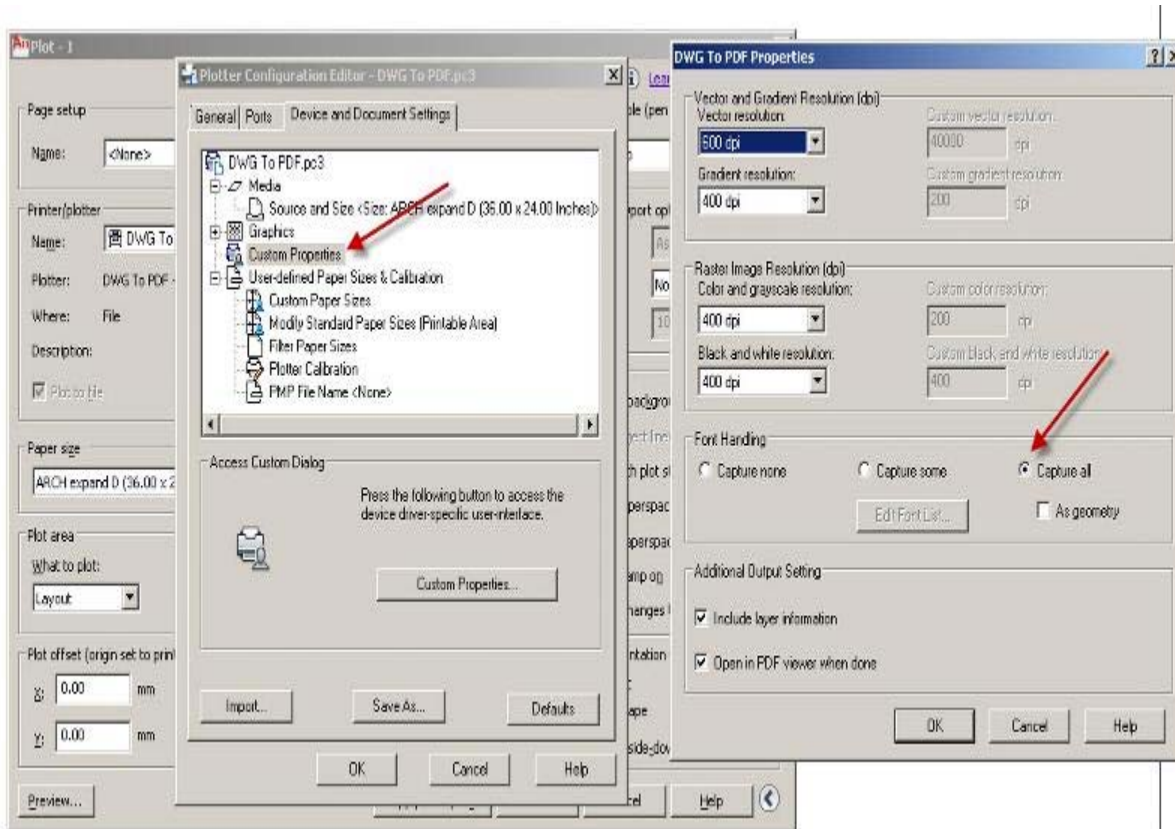 Plot - 1
Page setup
Name:
<None>
Printer/plotter
Name:
DWG To
Plotter:
DWG To PDF -
Where:
File
Description:
Plot to file
Paper size
ARCH expand D (36.00 x 2
Plot area
What to plot:
Layout
Plot offset (origin set to print
X:
0.00
mm
Y:
0.00
mm
Preview...
Help
Plotter Configuration Editor - DWG To PDF.pc3
General
Ports
Device and Document Settings
DWG To PDF.pc3
Media
Source and Size <Size: ARCH expand D (36.00 x 24.00 Inches)>
Graphics
Custom Properties
User-defined Paper Sizes & Calibration
Custom Paper Sizes
Modify Standard Paper Sizes (Printable Area)
Filter Paper Sizes
Plotter Calibration
PMP File Name <None>
Access Custom Dialog
Press the following button to access the
device driver-specific user-interface.
Custom Properties...
Import...
Save As...
Defaults
OK
Cancel
Help
DWG To PDF Properties
Vector and Gradient Resolution (dpi)
Vector resolution:
Custom vector resolution:
600 dpi
40000
dpi
Gradient resolution:
Custom gradient resolution:
400 dpi
200
dpi
Raster Image Resolution (dpi)
Color and grayscale resolution:
Custom color resolution:
400 dpi
200
dpi
Black and white resolution:
Custom black and white resolution:
400 dpi
400
dpi
Font Handling
Capture none
Capture some
Capture all
Edit Font List...
As geometry
Additional Output Setting
Include layer information
Open in PDF viewer when done
OK
Cancel
Help